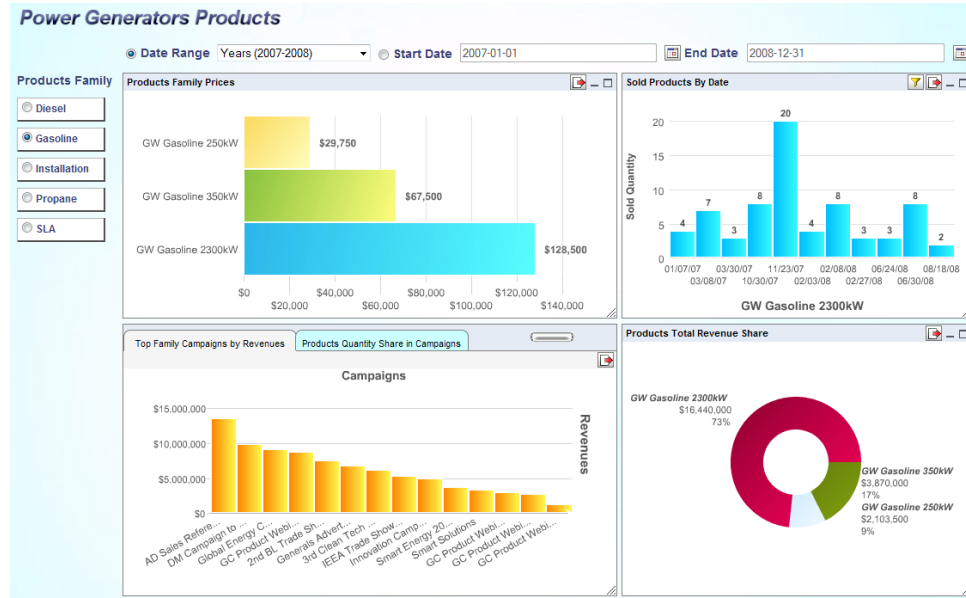 Power Generators Products
Date Range Years (2007-2008) Start Date 2007-01-01 End Date 2008-12-31
Products Family
Diesel
Gasoline
Installation
Propane
SLA
Products Family Prices
GW Gasoline 250kW $29,750
GW Gasoline 350kW $67,500
GW Gasoline 2300kW $128,500
$0 $40,000 $80,000 $120,000
$20,000 $60,000 $100,000 $140,000
Sold Products By Date
Sold Quantity
20
15
10
5
0
4 7 3 8 20 4 8 3 3 8 2
01/07/07 03/30/07 11/23/07 02/08/08 06/24/08 08/18/08
03/08/07 10/30/07 02/03/08 02/27/08 06/30/08
GW Gasoline 2300kW
Top Family Campaigns by Revenues
Products Quantity Share in Campaigns
Campaigns
Revenues
$15,000,000
$10,000,000
$5,000,000
$0
AD Sales Refere...
DM Campaign to ...
Global Energy C...
GC Product Webi...
2nd BL Trade Sh...
Generals Advert...
3rd Clean Tech ...
IEEA Trade Show...
Innovation Camp...
Smart Energy 20...
Smart Solutions
GC Product Webi...
GC Product Webi...
GC Product Webi...
Products Total Revenue Share
GW Gasoline 2300kW
$16,440,000
73%
GW Gasoline 350kW
$3,870,000
17%
GW Gasoline 250kW
$2,103,500
9%